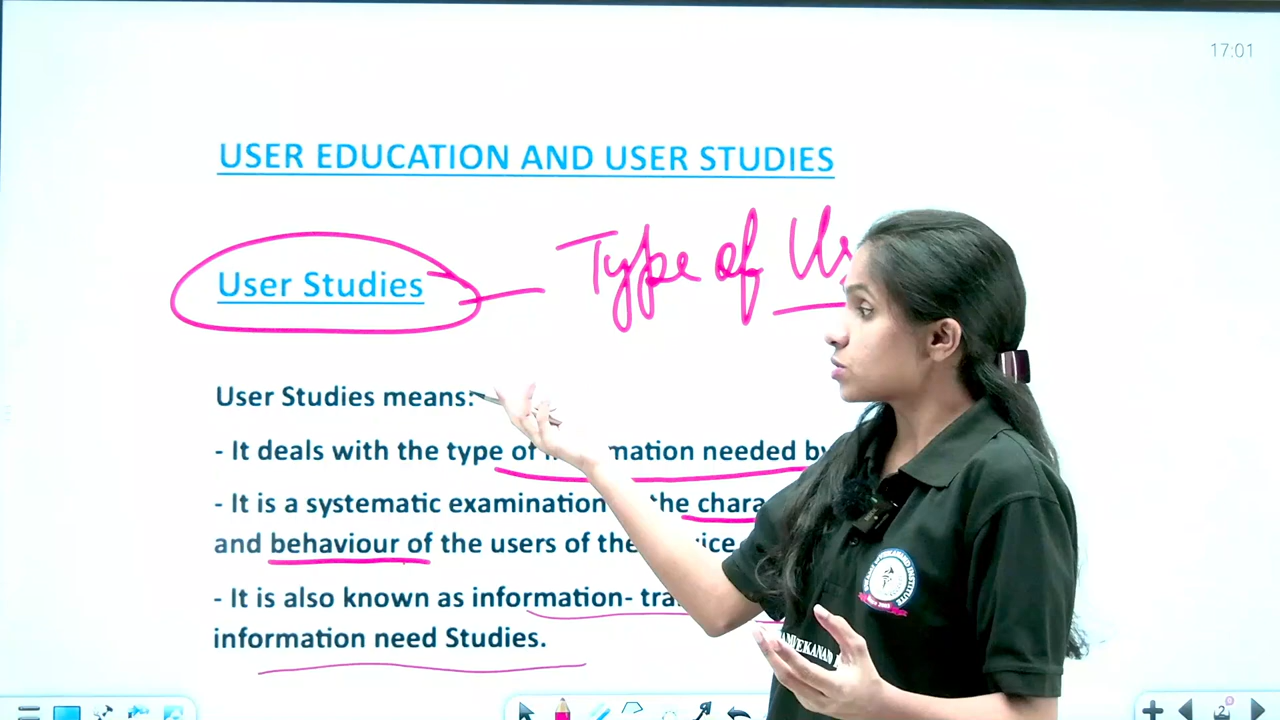 17:01
USER EDUCATION AND USER STUDIES
Type of
User Studies
User Studies means:
- It deals with the type of mation needed by
- It is a systematic examination the chara
and behaviour of the users of the
- It is also known as information- tra
information need Studies.
2